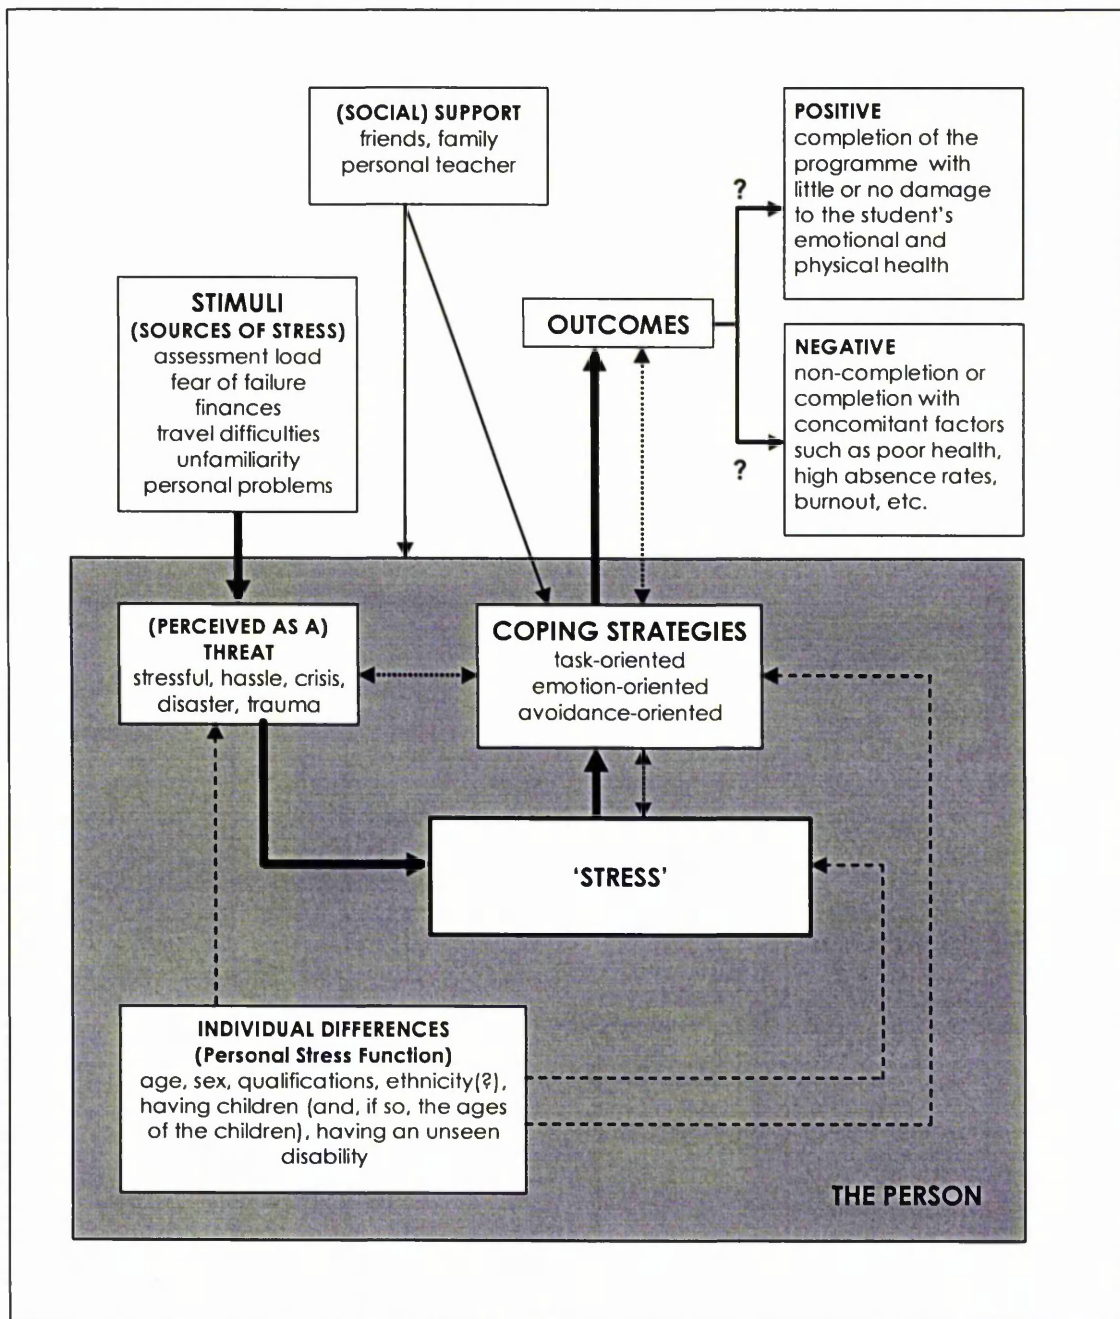 (SOCIAL) SUPPORT
friends, family
personal teacher
POSITIVE
completion of the
programme with
little or no damage
to the student's
emotional and
physical health
?
STIMULI
(SOURCES OF STRESS)
assessment load
fear of failure
finances
travel difficulties
unfamiliarity
personal problems
OUTCOMES
NEGATIVE
non-completion or
completion with
concomitant factors
such as poor health,
high absence rates,
burnout, etc.
?
(PERCEIVED AS A)
THREAT
stressful, hassle, crisis,
disaster, trauma
COPING STRATEGIES
task-oriented
emotion-oriented
avoidance-oriented
'STRESS'
INDIVIDUAL DIFFERENCES
(Personal Stress Function)
age, sex, qualifications, ethnicity(?),
having children (and, if so, the ages
of the children), having an unseen
disability
THE PERSON